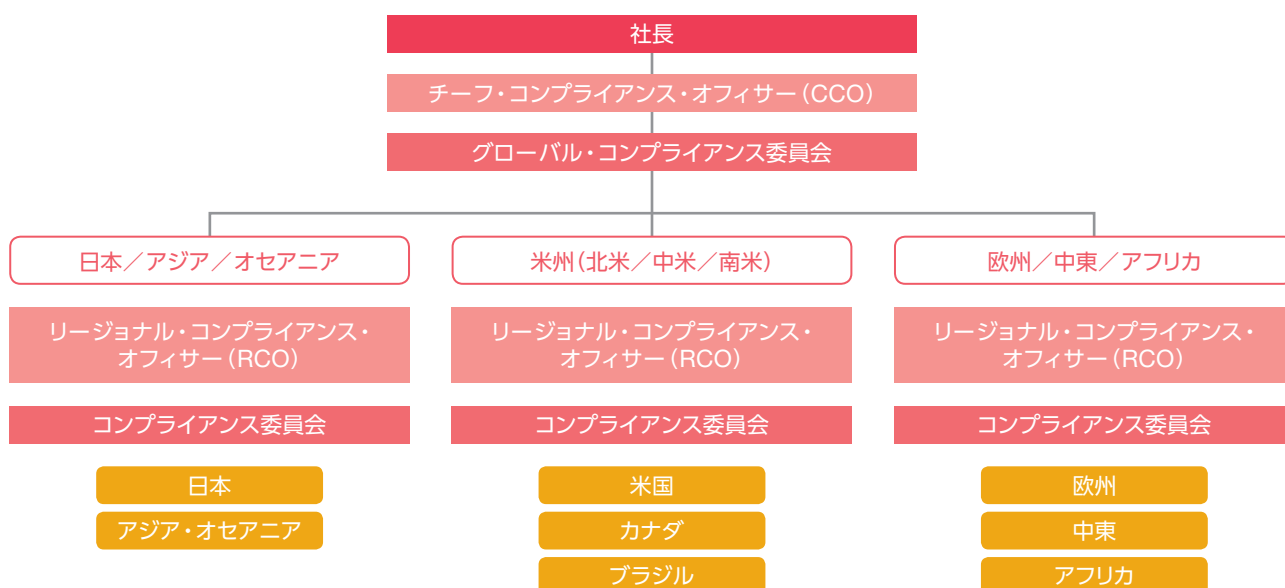 社長
チーフ・コンプライアンス・オフィサー(CCO)
グローバル・コンプライアンス委員会
日本／アジア／オセアニア
リージョナル・コンプライアンス・
オフィサー(RCO)
コンプライアンス委員会
日本
アジア・オセアニア
米州(北米／中米／南米)
リージョナル・コンプライアンス・
オフィサー(RCO)
コンプライアンス委員会
米国
カナダ
ブラジル
欧州／中東／アフリカ
リージョナル・コンプライアンス・
オフィサー(RCO)
コンプライアンス委員会
欧州
中東
アフリカ